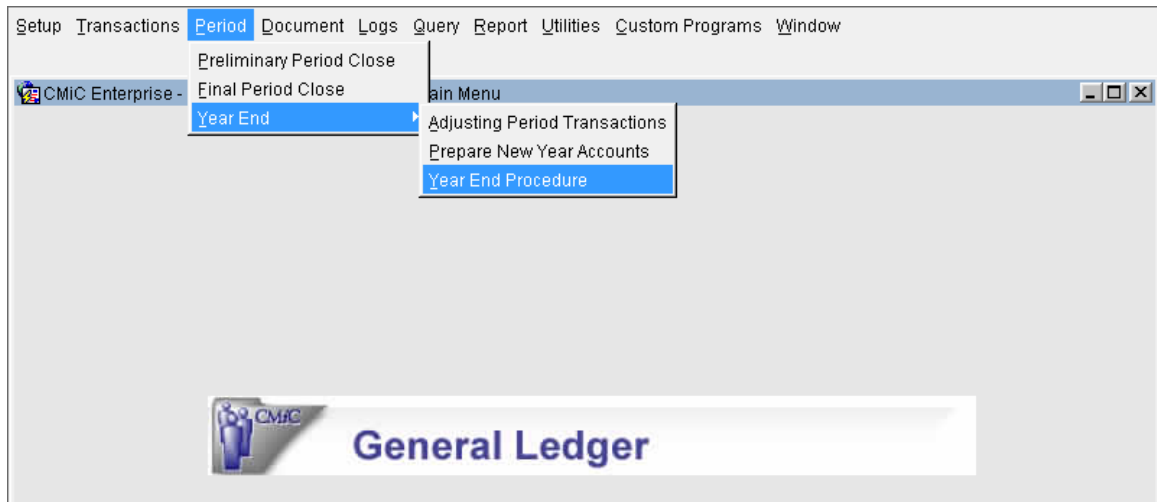 Setup Transactions Period Document Logs Query Report Utilities Custom Programs Window
Preliminary Period Close
Final Period Close
CMiC Enterprise - ain Menu
Year End
Adjusting Period Transactions
Prepare New Year Accounts
Year End Procedure
CMiC
General Ledger